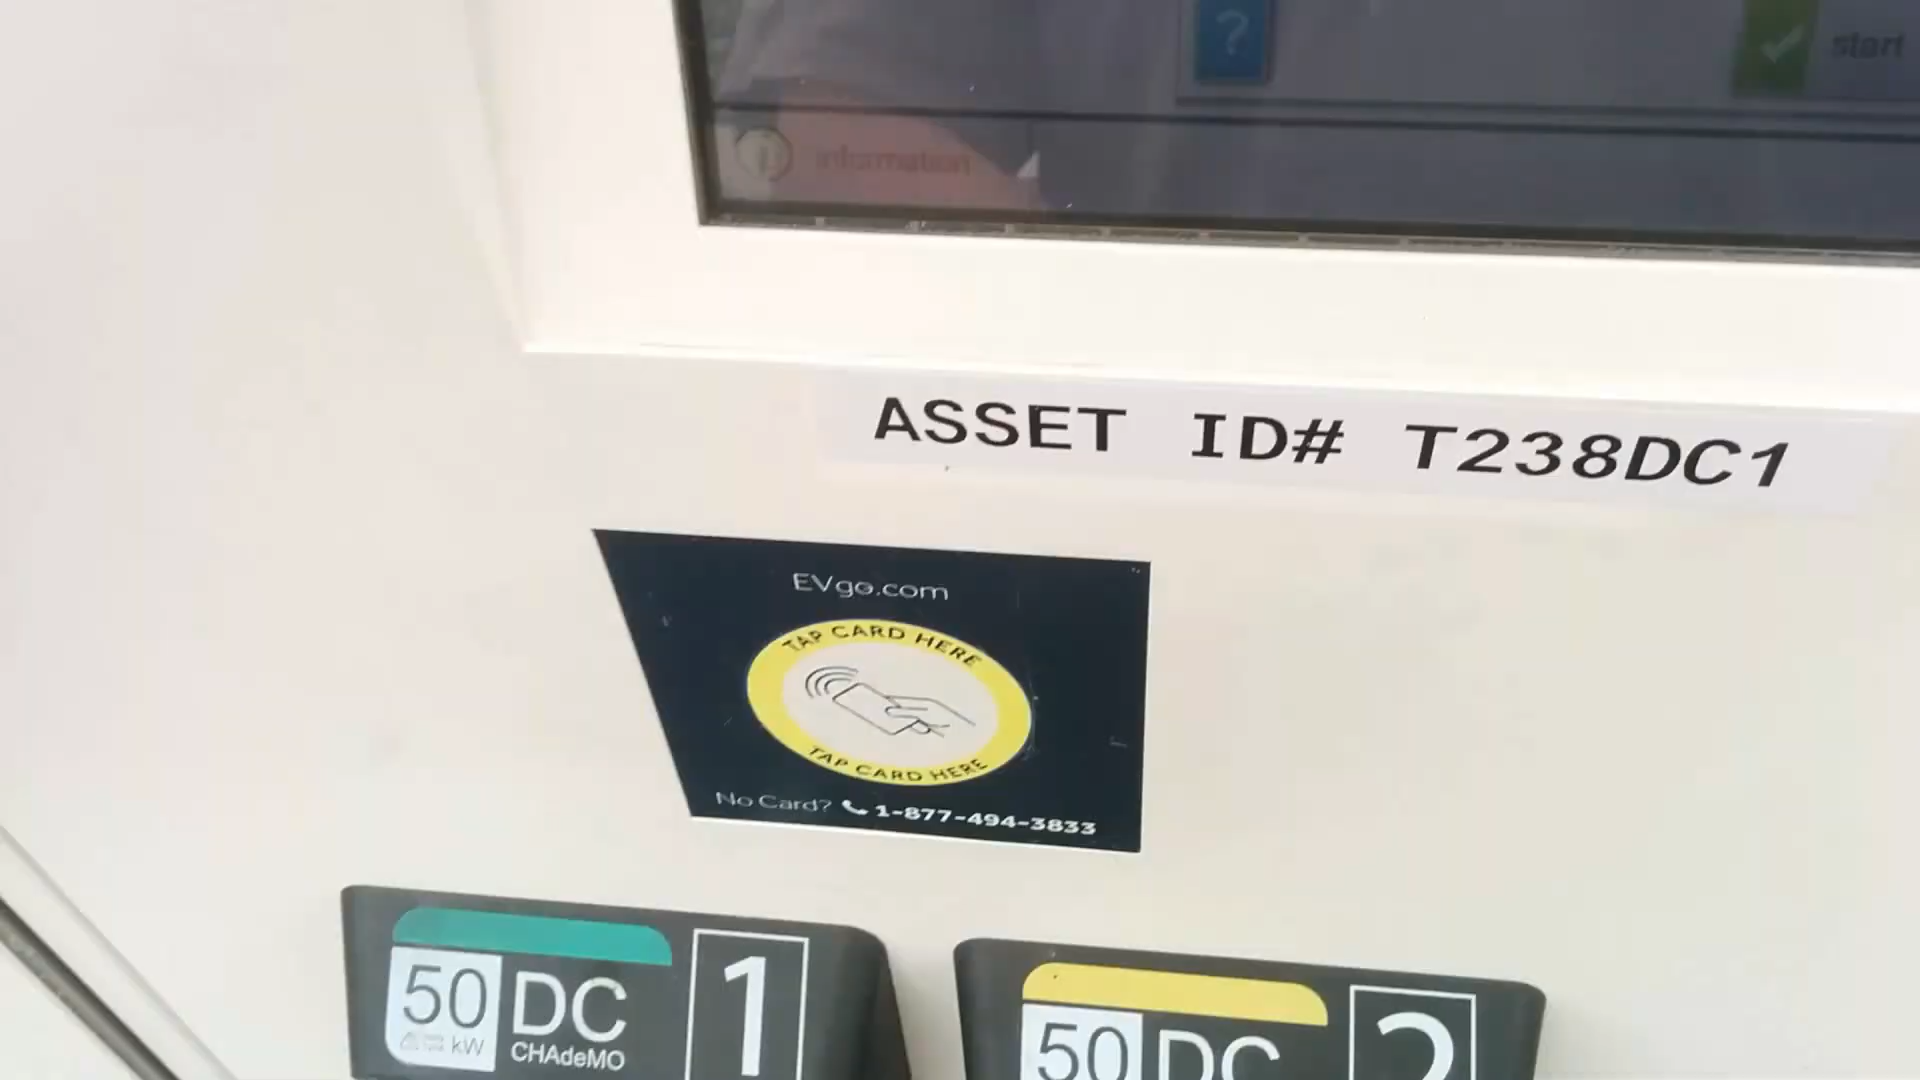 ?
start
information
ASSET ID# T238DC1
EVgo.com
TAP CARD HERE
TAP CARD HERE
No Card? 1-877-494-3833
50 DC 1
kW CHAdeMO
50 DC 2